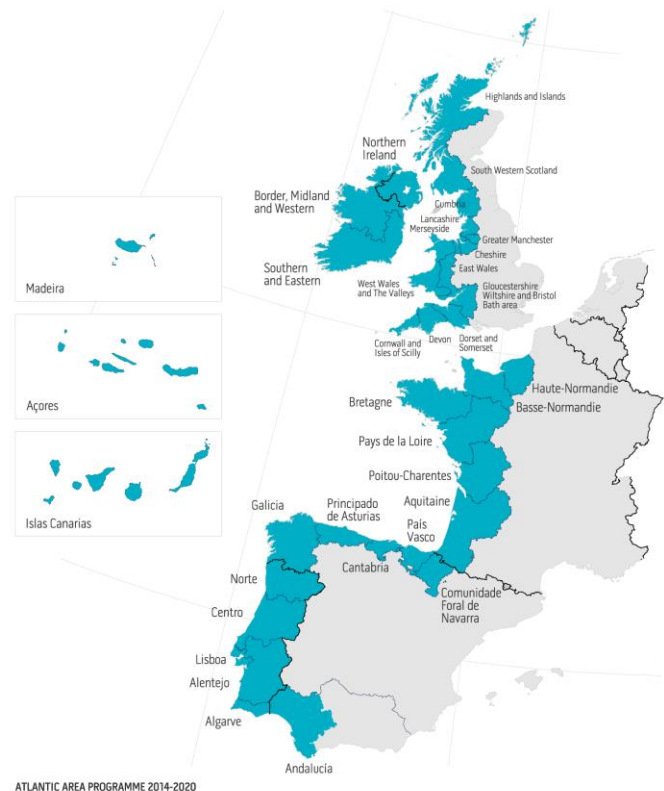 Highlands and Islands
Northern
Ireland
South Western Scotland
Border, Midland
and Western
Cumbria
Lancashire
Merseyside
Greater Manchester
Cheshire
East Wales
Southern
and Eastern
West Wales
and The Valleys
Gloucestershire
Wiltshire and Bristol
Bath area
Cornwall and
Isles of Scilly
Devon
Dorset and
Somerset
Madeira
Açores
Islas Canarias
Haute-Normandie
Basse-Normandie
Bretagne
Pays de la Loire
Poitou-Charentes
Aquitaine
País
Vasco
Principado
de Asturias
Galicia
Cantabria
Comunidade
Foral de
Navarra
Norte
Centro
Lisboa
Alentejo
Algarve
Andalucía
ATLANTIC AREA PROGRAMME 2014-2020